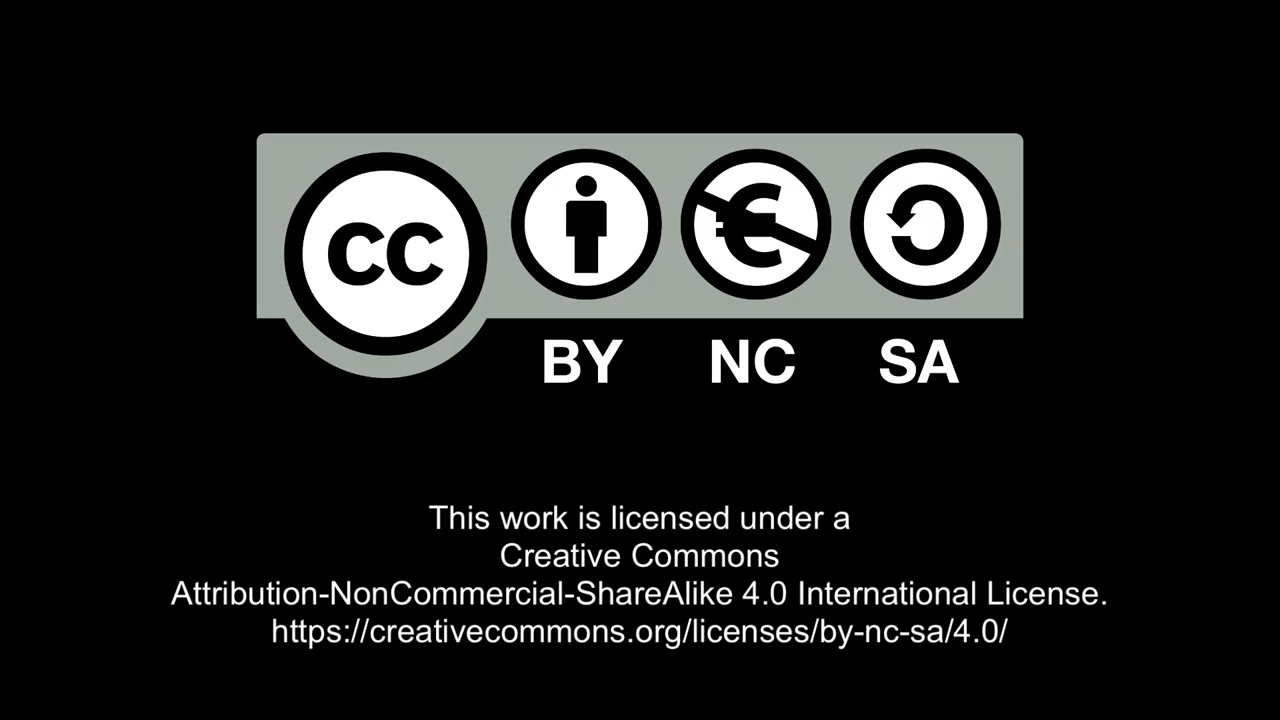 cc
BY NC SA
This work is licensed under a
Creative Commons
Attribution-NonCommercial-ShareAlike 4.0 International License.
https://creativecommons.org/licenses/by-nc-sa/4.0/